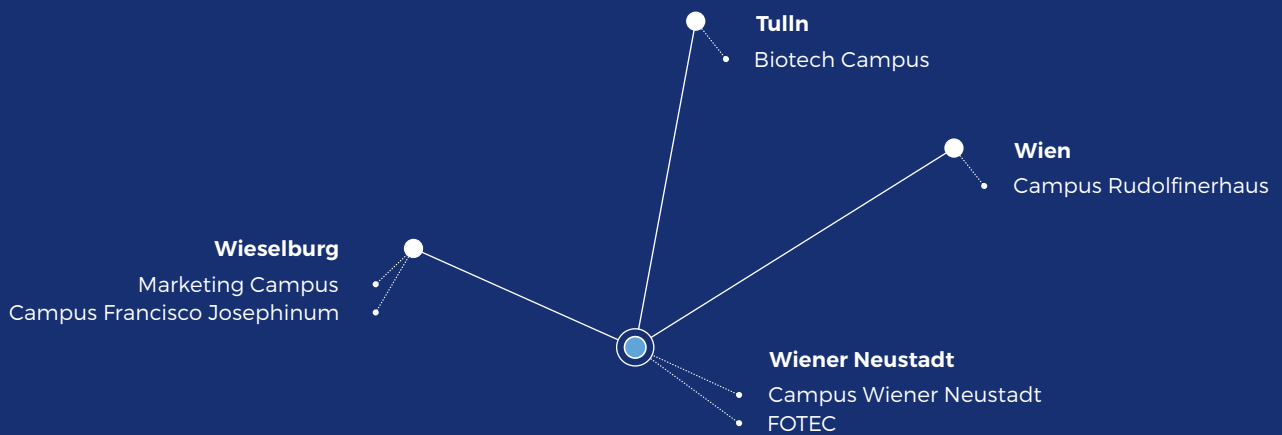 Tulln
Biotech Campus
Wien
Campus Rudolfinerhaus
Wieselburg
Marketing Campus
Campus Francisco Josephinum
Wiener Neustadt
Campus Wiener Neustadt
FOTEC